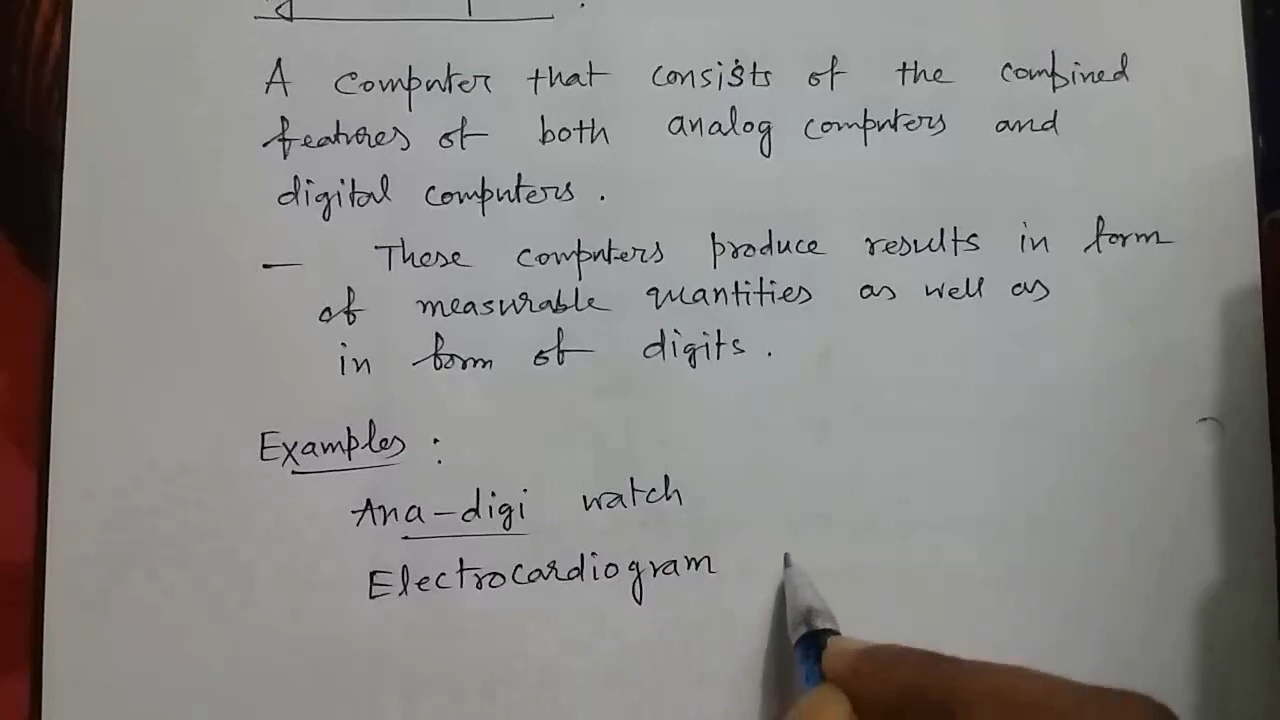 A Computer that consists of the combined
features of both analog computers and
digital computers.
— These computers produce results in form
of measurable quantities as well as
in form of digits.
Examples :
Ana-digi watch
Electrocardiogram